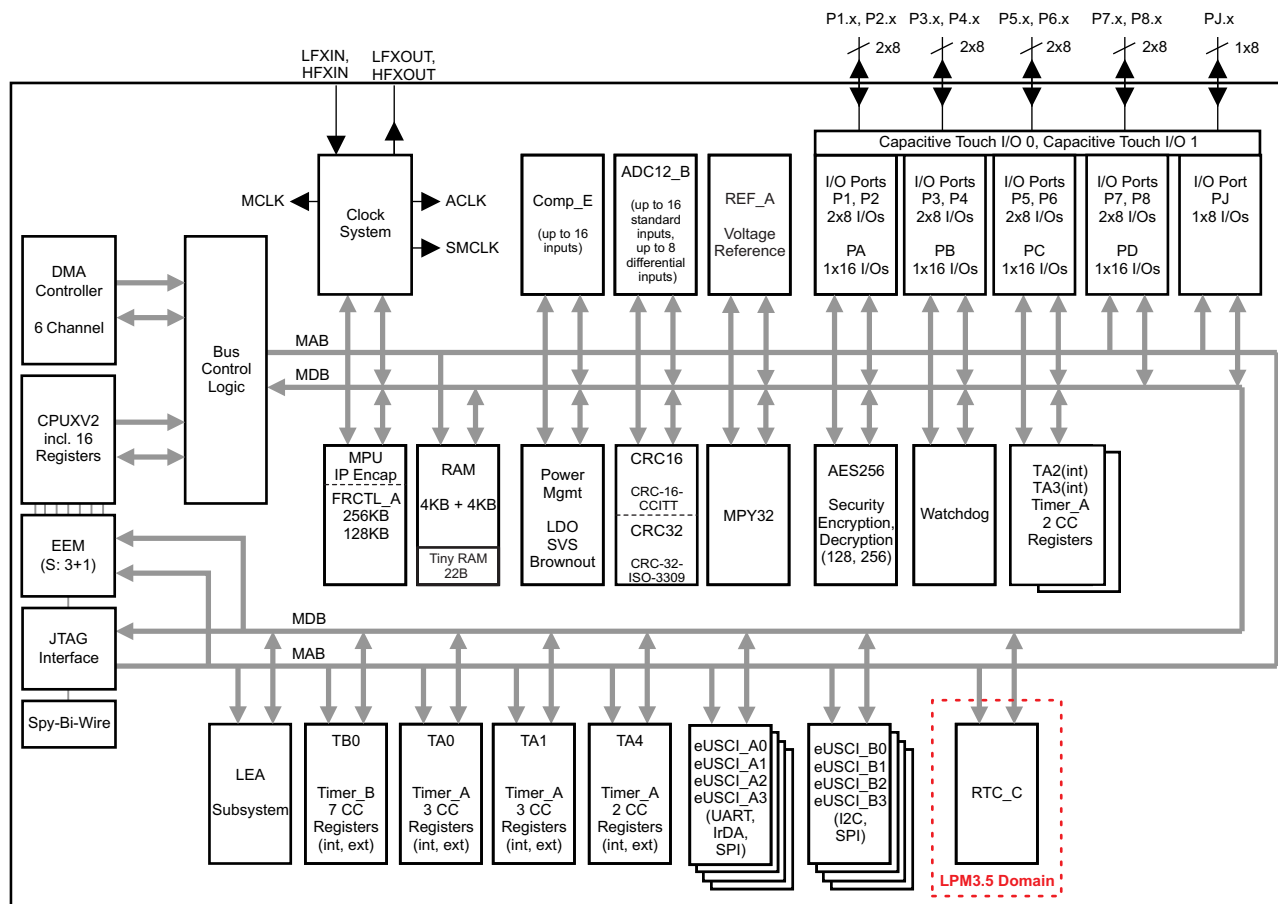 P1.x, P2.x
P3.x, P4.x
P5.x, P6.x
P7.x, P8.x
PJ.x
2x8
2x8
2x8
2x8
1x8
LFXIN,
HFXIN
LFXOUT,
HFXOUT
Capacitive Touch I/O 0, Capacitive Touch I/O 1
MCLK
Clock
System
ACLK
SMCLK
Comp_E
(up to 16
inputs)
ADC12_B
(up to 16
standard
inputs,
up to 8
differential
inputs)
REF_A
Voltage
Reference
I/O Ports
P1, P2
2x8 I/Os
PA
1x16 I/Os
I/O Ports
P3, P4
2x8 I/Os
PB
1x16 I/Os
I/O Ports
P5, P6
2x8 I/Os
PC
1x16 I/Os
I/O Ports
P7, P8
2x8 I/Os
PD
1x16 I/Os
I/O Port
PJ
1x8 I/Os
DMA
Controller
6 Channel
Bus
Control
Logic
MAB
MDB
CPUXV2
incl. 16
Registers
MPU
IP Encap
FRCTL_A
256KB
128KB
RAM
4KB + 4KB
Tiny RAM
22B
Power
Mgmt
LDO
SVS
Brownout
CRC16
CRC-16-
CCITT
CRC32
CRC-32-
ISO-3309
MPY32
AES256
Security
Encryption,
Decryption
(128, 256)
Watchdog
TA2(int)
TA3(int)
Timer_A
2 CC
Registers
EEM
(S: 3+1)
JTAG
Interface
Spy-Bi-Wire
MDB
MAB
LEA
Subsystem
TB0
Timer_B
7 CC
Registers
(int, ext)
TA0
Timer_A
3 CC
Registers
(int, ext)
TA1
Timer_A
3 CC
Registers
(int, ext)
TA4
Timer_A
2 CC
Registers
(int, ext)
eUSCI_A0
eUSCI_A1
eUSCI_A2
eUSCI_A3
(UART,
IrDA,
SPI)
eUSCI_B0
eUSCI_B1
eUSCI_B2
eUSCI_B3
(I2C,
SPI)
RTC_C
LPM3.5 Domain